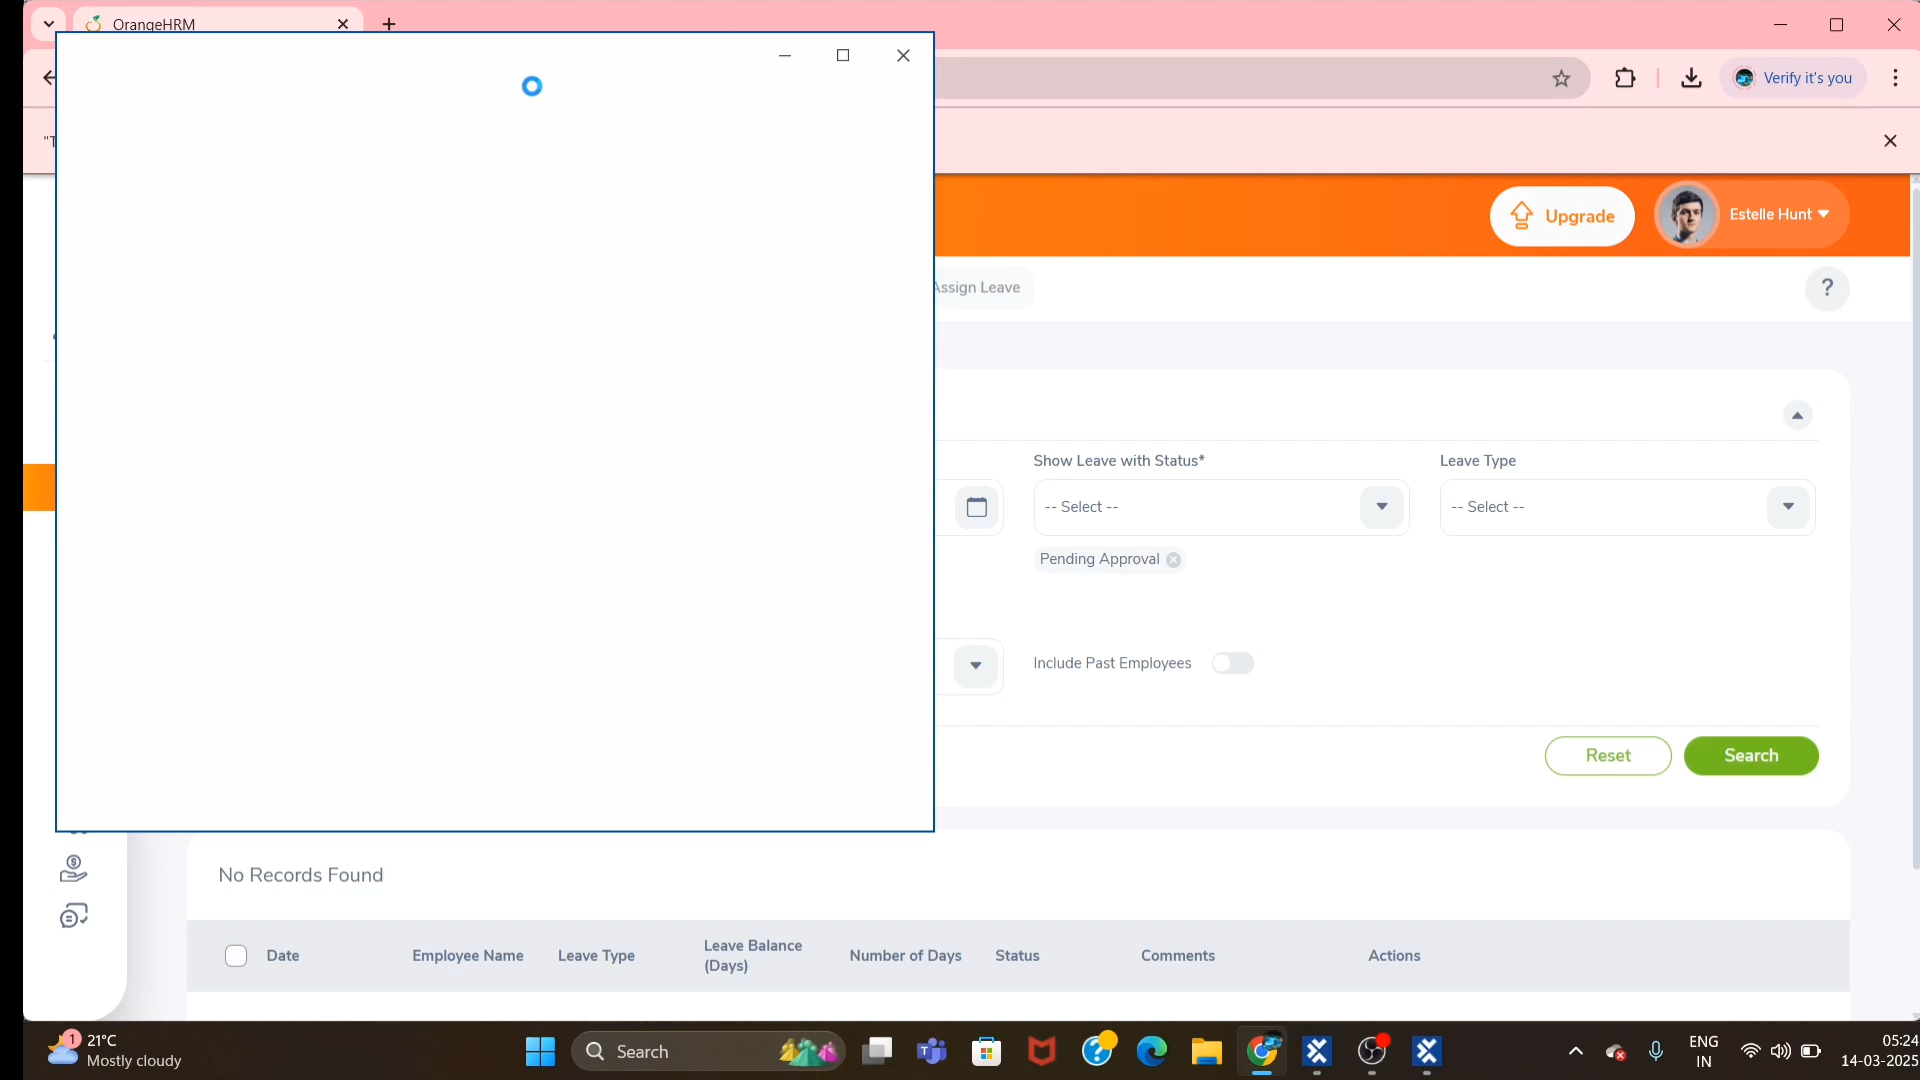 OrangeHRM
Verify it's you
"T
Upgrade
Estelle Hunt
Assign Leave
?
Show Leave with Status*
Leave Type
-- Select --
-- Select --
Pending Approval
Include Past Employees
Reset
Search
No Records Found
Date
Employee Name
Leave Type
Leave Balance
(Days)
Number of Days
Status
Comments
Actions
1
21°C
Mostly cloudy
Search
ENG
IN
05:24
14-03-2025